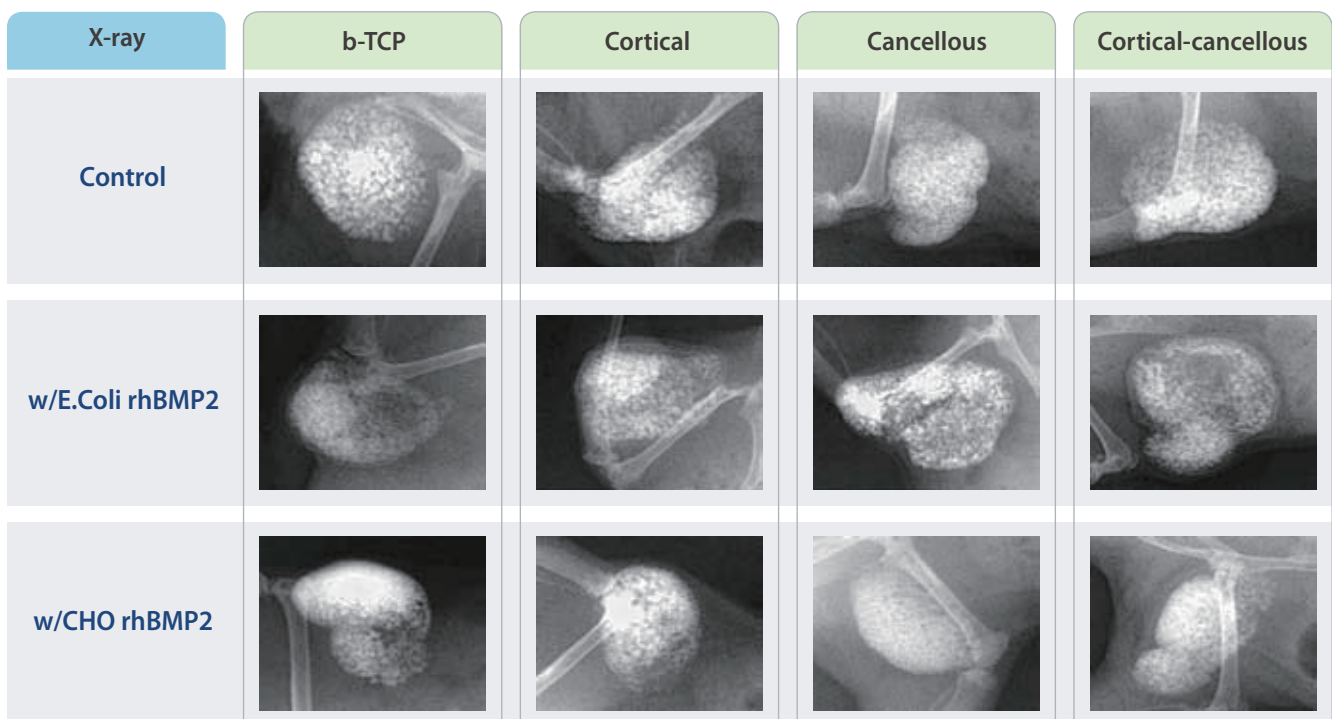 X-ray
b-TCP
Cortical
Cancellous
Cortical-cancellous
Control
w/E.Coli rhBMP2
w/CHO rhBMP2